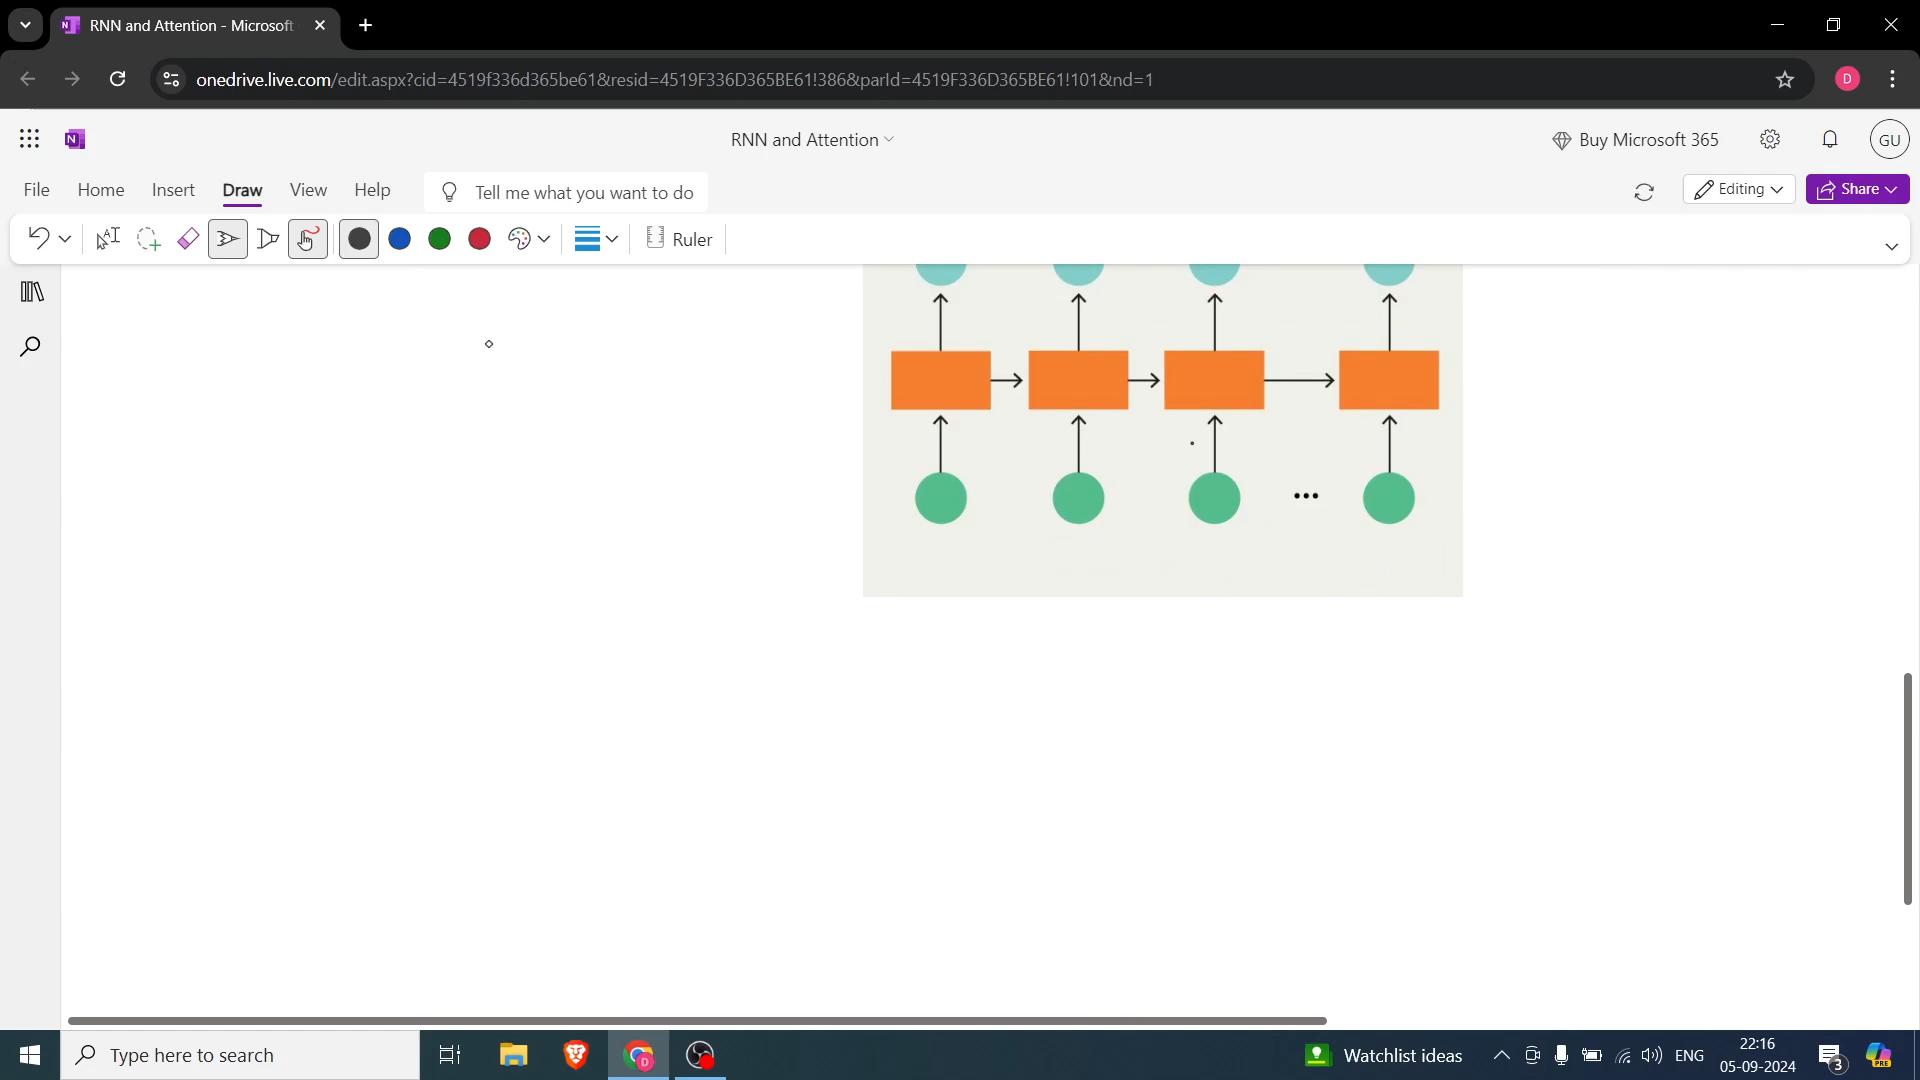 RNN and Attention - Microsoft
onedrive.live.com/edit.aspx?cid=4519f336d365be61&resid=4519F336D365BE61!386&parId=4519F336D365BE61!101&nd=1
D
N
RNN and Attention
Buy Microsoft 365
GU
File Home Insert Draw View Help Tell me what you want to do Editing Share
Ruler
Type here to search
Watchlist ideas
ENG
22:16
05-09-2024
3
PRE